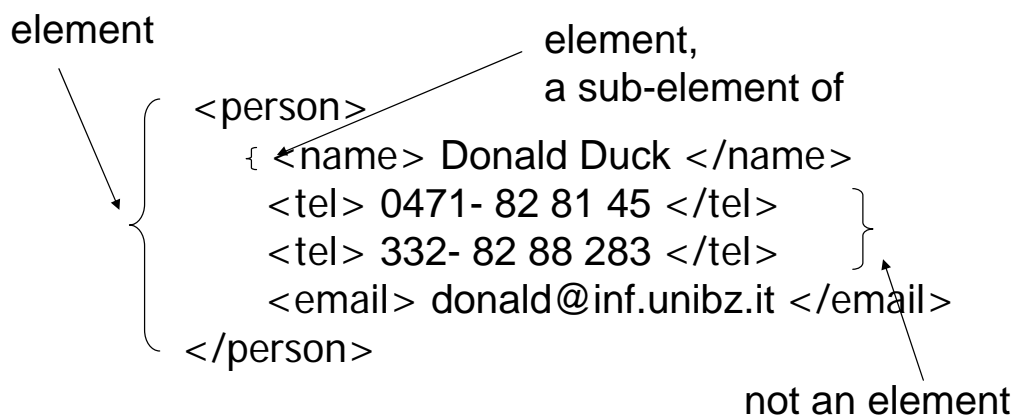 element
element,
a sub-element of
<person>
<name> Donald Duck </name>
<tel> 0471- 82 81 45 </tel>
<tel> 332- 82 88 283 </tel>
<email> donald@inf.unibz.it </email>
</person>
not an element